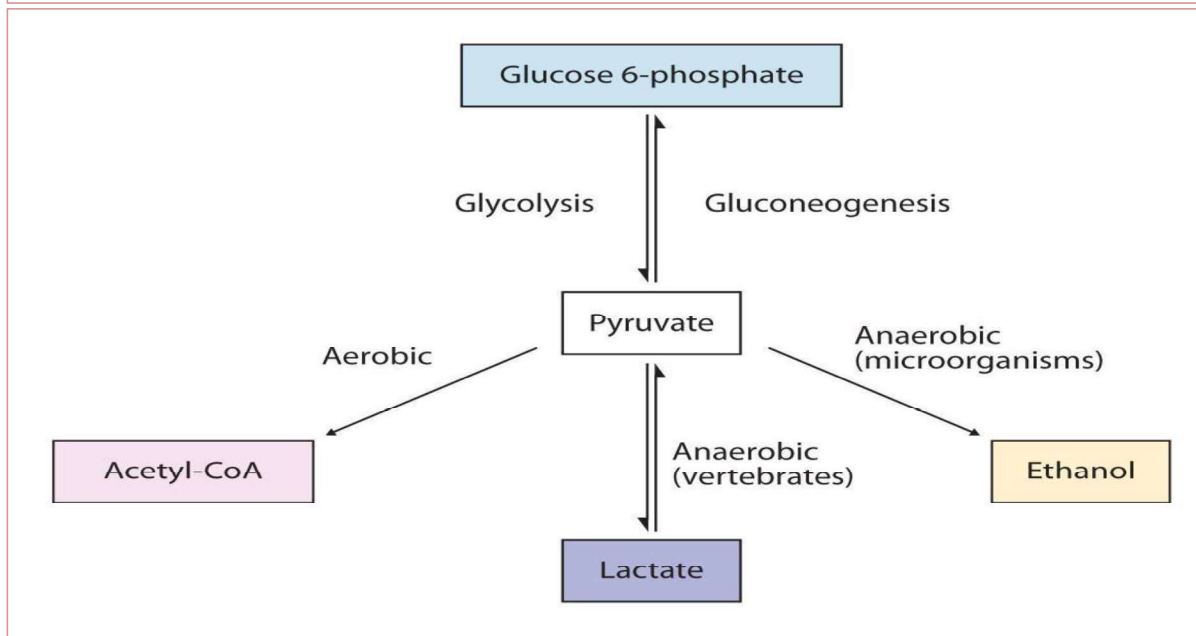 Glucose 6-phosphate
Glycolysis
Gluconeogenesis
Pyruvate
Aerobic
Anaerobic
(microorganisms)
Acetyl-CoA
Anaerobic
(vertebrates)
Ethanol
Lactate